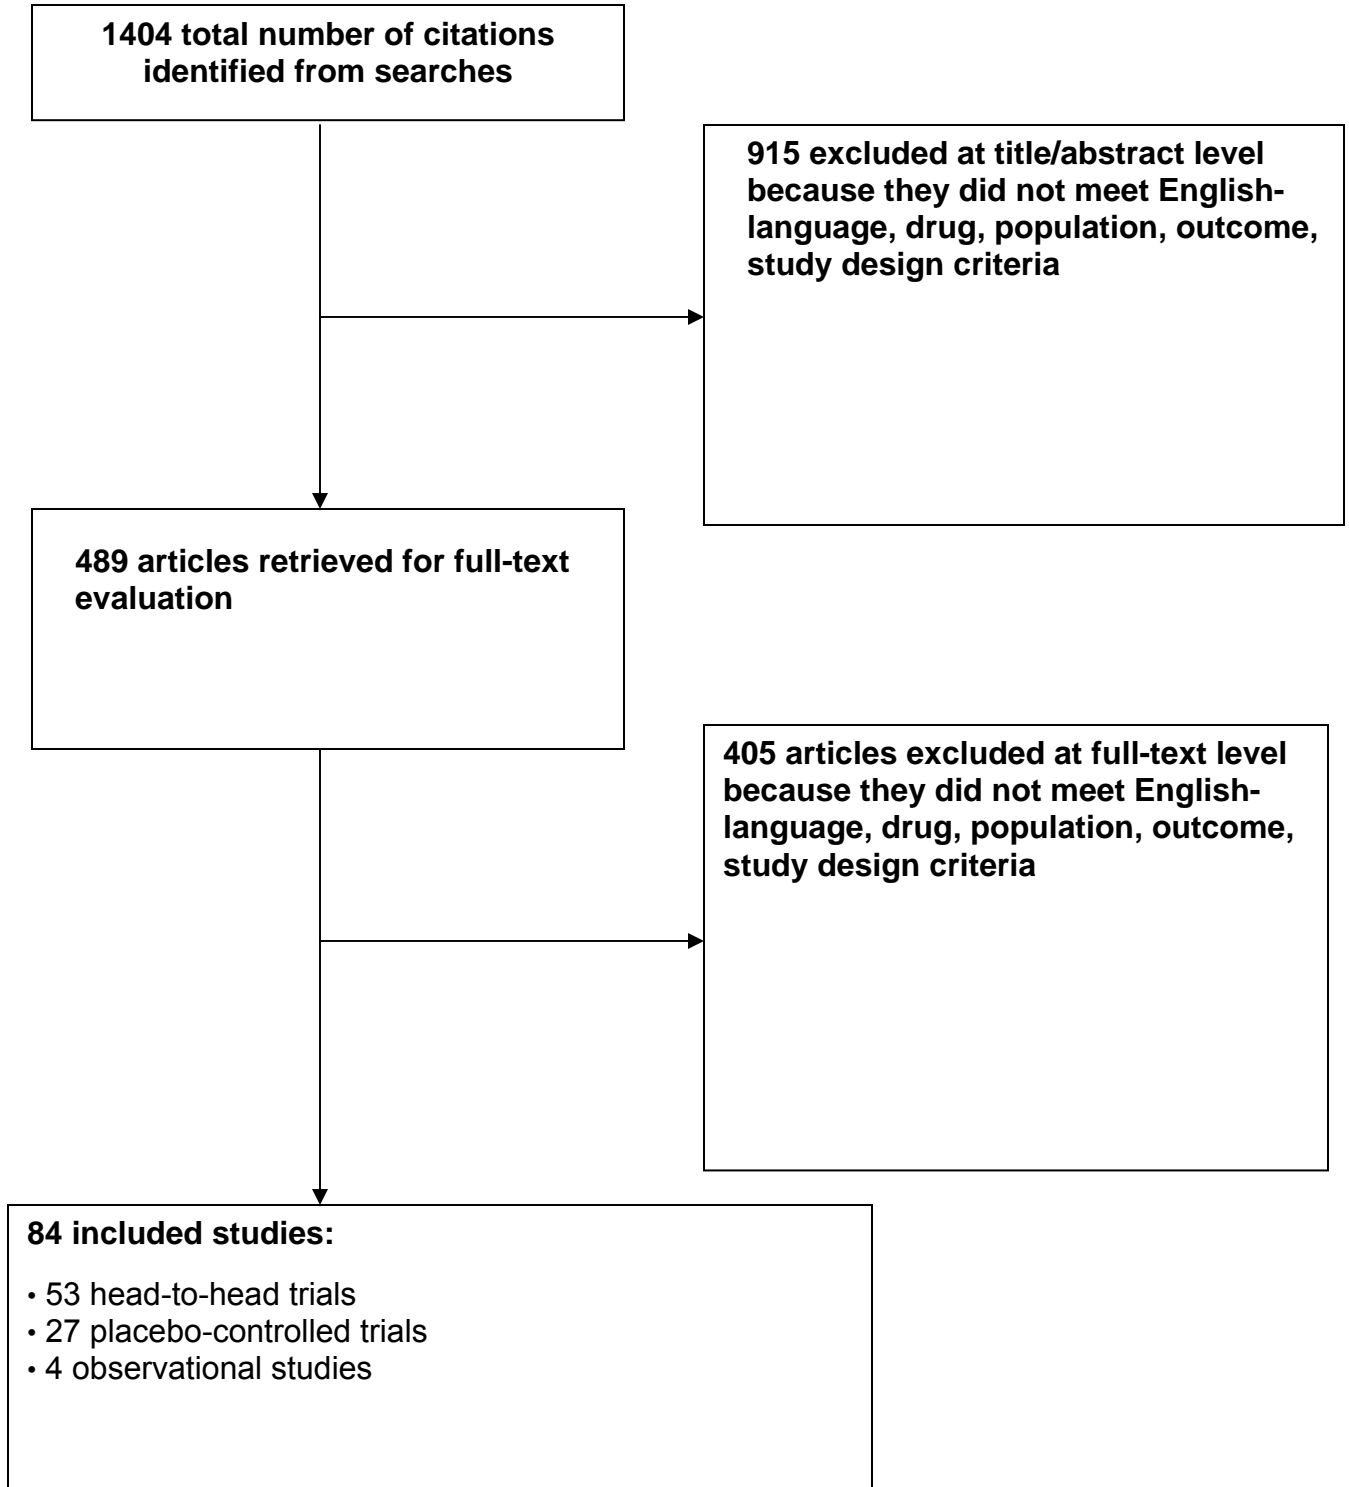 1404 total number of citations
identified from searches
915 excluded at title/abstract level
because they did not meet English-
language, drug, population, outcome,
study design criteria
489 articles retrieved for full-text
evaluation
405 articles excluded at full-text level
because they did not meet English-
language, drug, population, outcome,
study design criteria
84 included studies:
• 53 head-to-head trials
• 27 placebo-controlled trials
• 4 observational studies